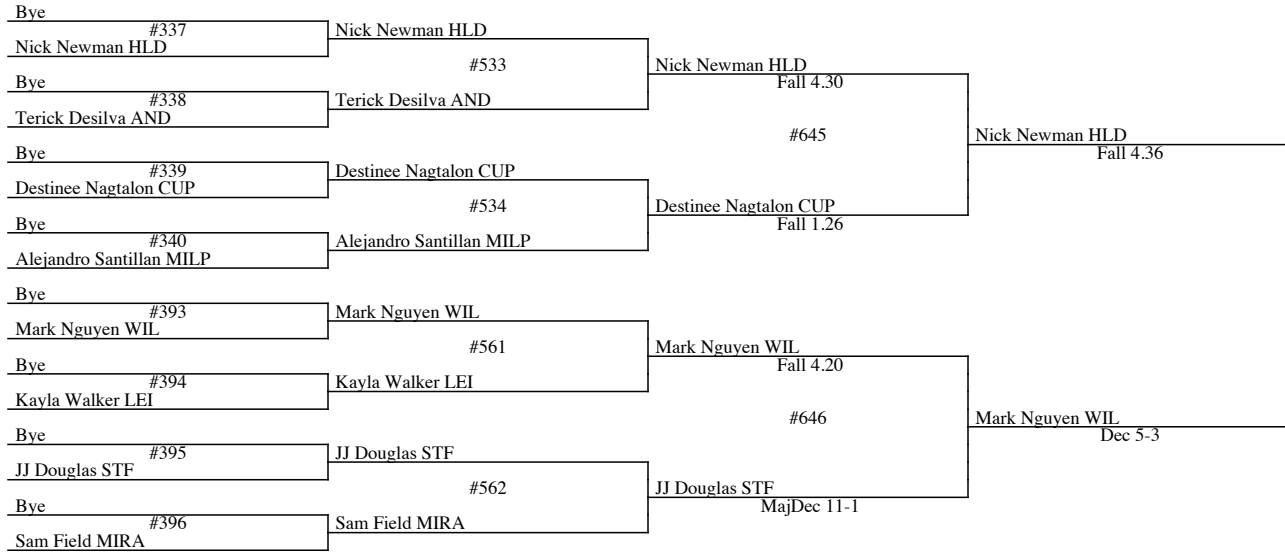 Bye
#337
Nick Newman HLD
Bye
#338
Terick Desilva AND
Bye
#339
Destinee Nagtalon CUP
Bye
#340
Alejandro Santillan MILP
Bye
#393
Mark Nguyen WIL
Bye
#394
Kayla Walker LEI
Bye
#395
JJ Douglas STF
Bye
#396
Sam Field MIRA
Nick Newman HLD
#533
Terick Desilva AND
Destinee Nagtalon CUP
#534
Alejandro Santillan MILP
Mark Nguyen WIL
#561
Kayla Walker LEI
JJ Douglas STF
#562
Sam Field MIRA
Nick Newman HLD
Fall 4.30
#645
Destinee Nagtalon CUP
Fall 1.26
Mark Nguyen WIL
Fall 4.20
#646
JJ Douglas STF
MajDec 11-1
Nick Newman HLD
Fall 4.36
Mark Nguyen WIL
Dec 5-3